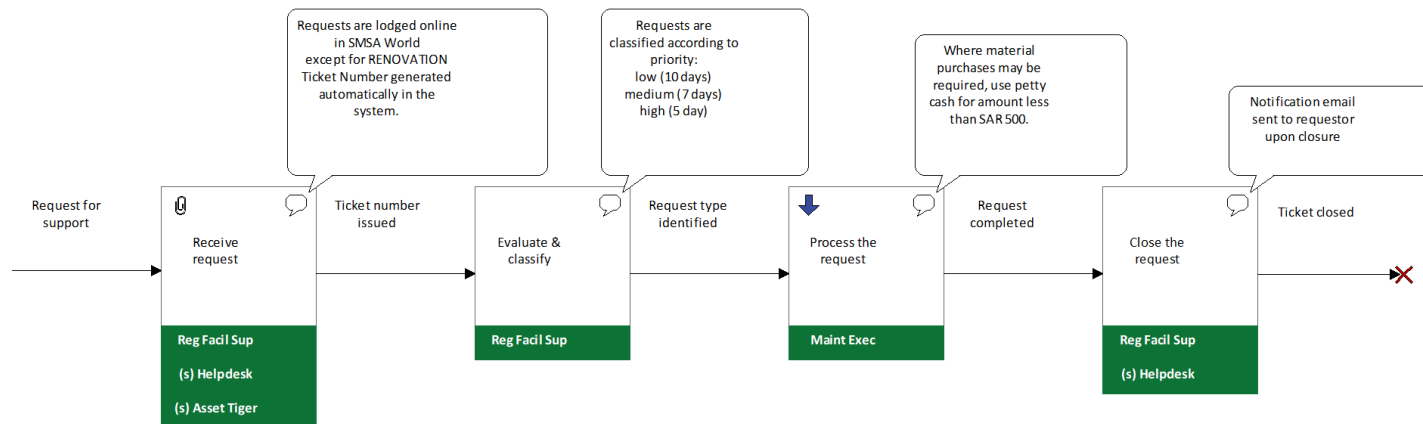 Requests are lodged online
in SMSA World
except for RENOVATION
Ticket Number generated
automatically in the
system.
Requests are
classified according to
priority:
low (10 days)
medium (7 days)
high (5 day)
Where material
purchases may be
required, use petty
cash for amount less
than SAR 500.
Notification email
sent to requestor
upon closure
Request for
support
Receive
request
Reg Facil Sup
(s) Helpdesk
(s) Asset Tiger
Ticket number
issued
Evaluate &
classify
Reg Facil Sup
Request type
identified
Process the
request
Maint Exec
Request
completed
Close the
request
Reg Facil Sup
(s) Helpdesk
Ticket closed